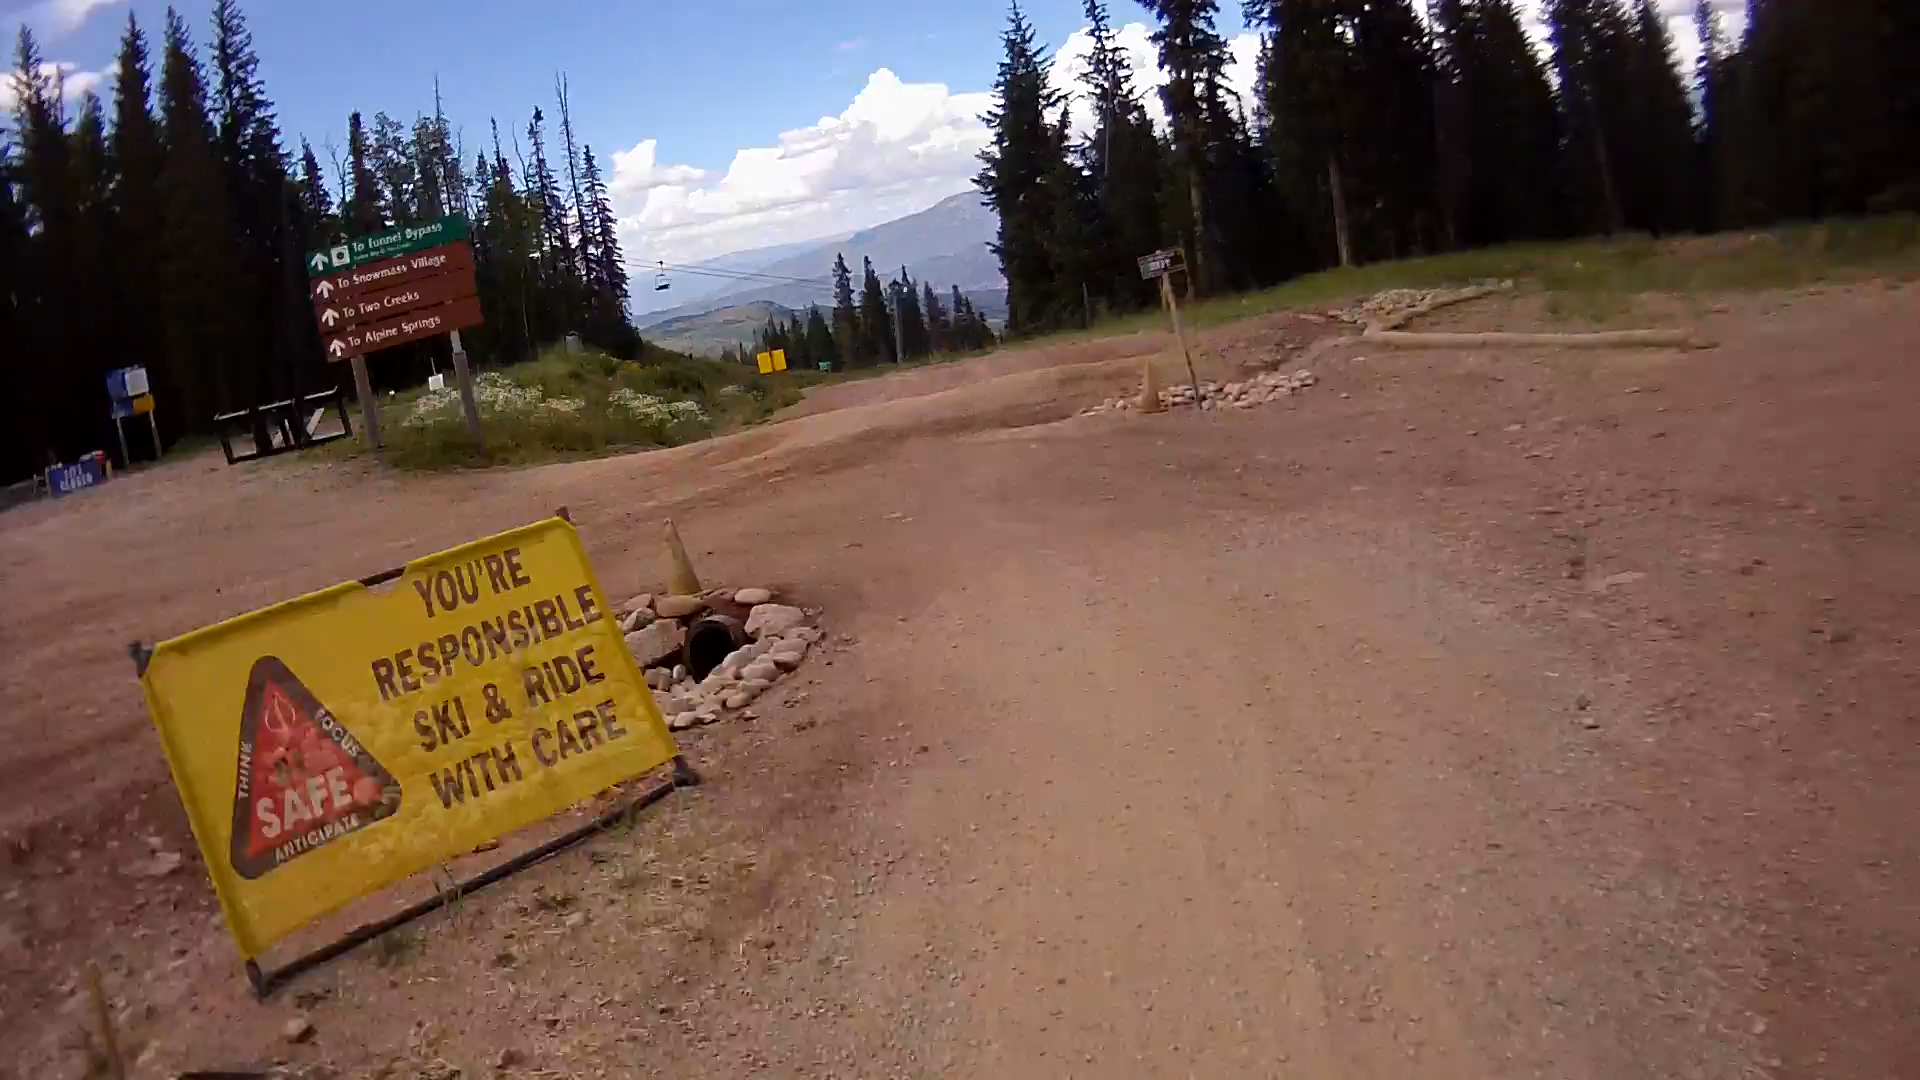 To Tunnel Bypass
To Snowmass Village
To Two Creeks
To Alpine Springs
YOU'RE
RESPONSIBLE
SKI & RIDE
WITH CARE
THINK
FOCUS
SAFE
ANTICIPATE